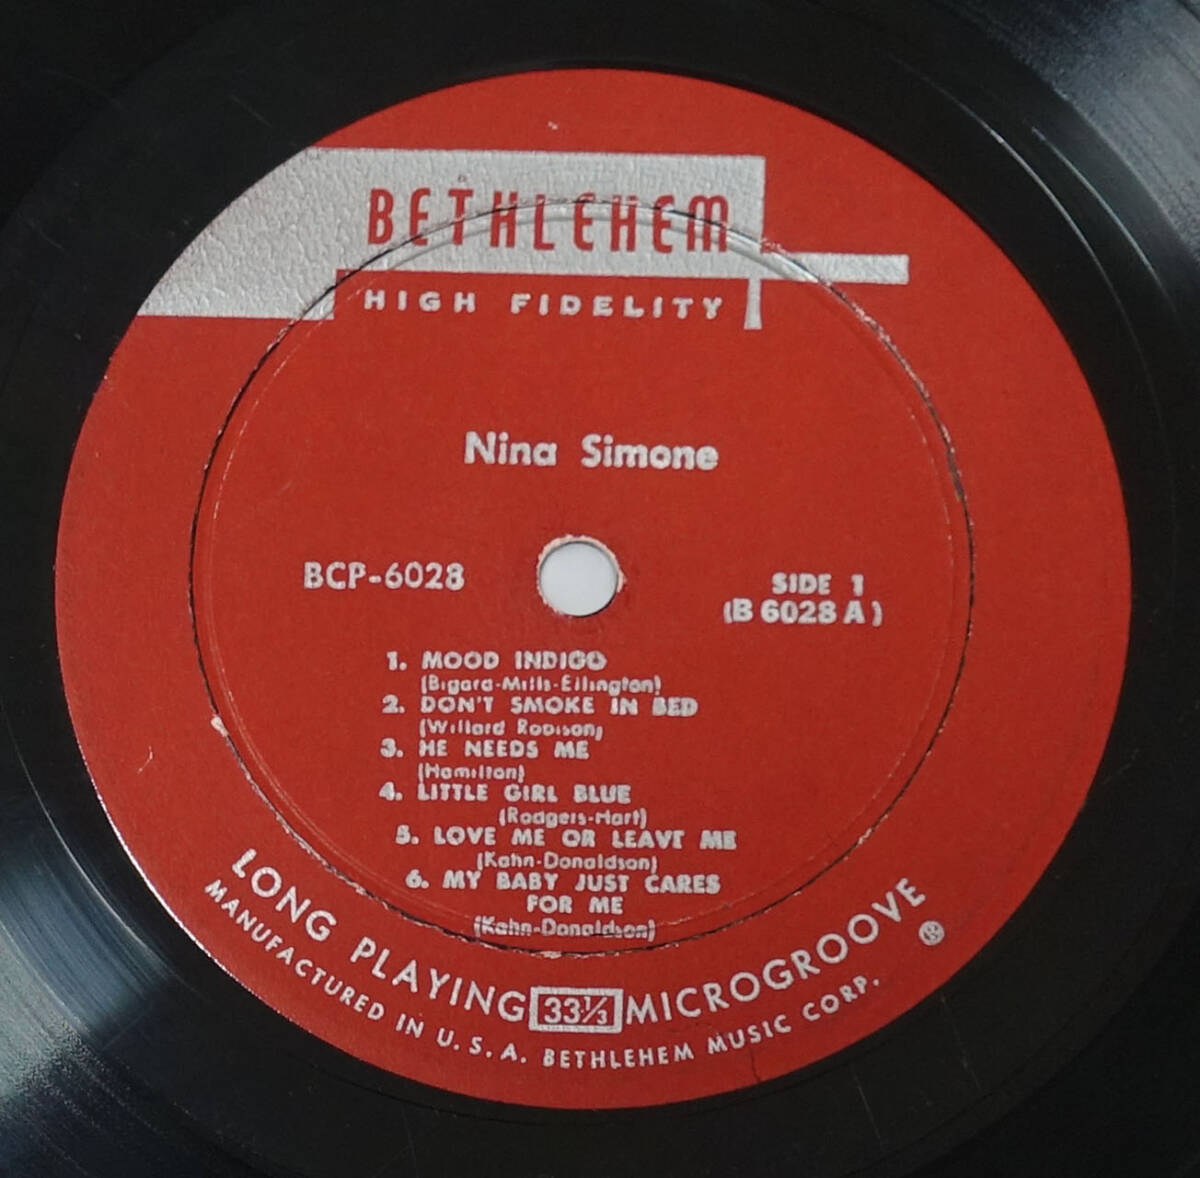 BETHLEHEM
HIGH FIDELITY
Nina Simone
BCP-6028
SIDE 1
(B 6028 A)
1. MOOD INDIGO
(Bigard-Mills-Ellington)
2. DON'T SMOKE IN BED
(Willard Robison)
3. HE NEEDS ME
(Hamilton)
4. LITTLE GIRL BLUE
(Rodgers-Hart)
5. LOVE ME OR LEAVE ME
(Kahn-Donaldson)
6. MY BABY JUST CARES
FOR ME
(Kahn-Donaldson)
LONG PLAYING 33⅓ MICROGROOVE ®
MANUFACTURED IN U.S.A. BETHLEHEM MUSIC CORP.